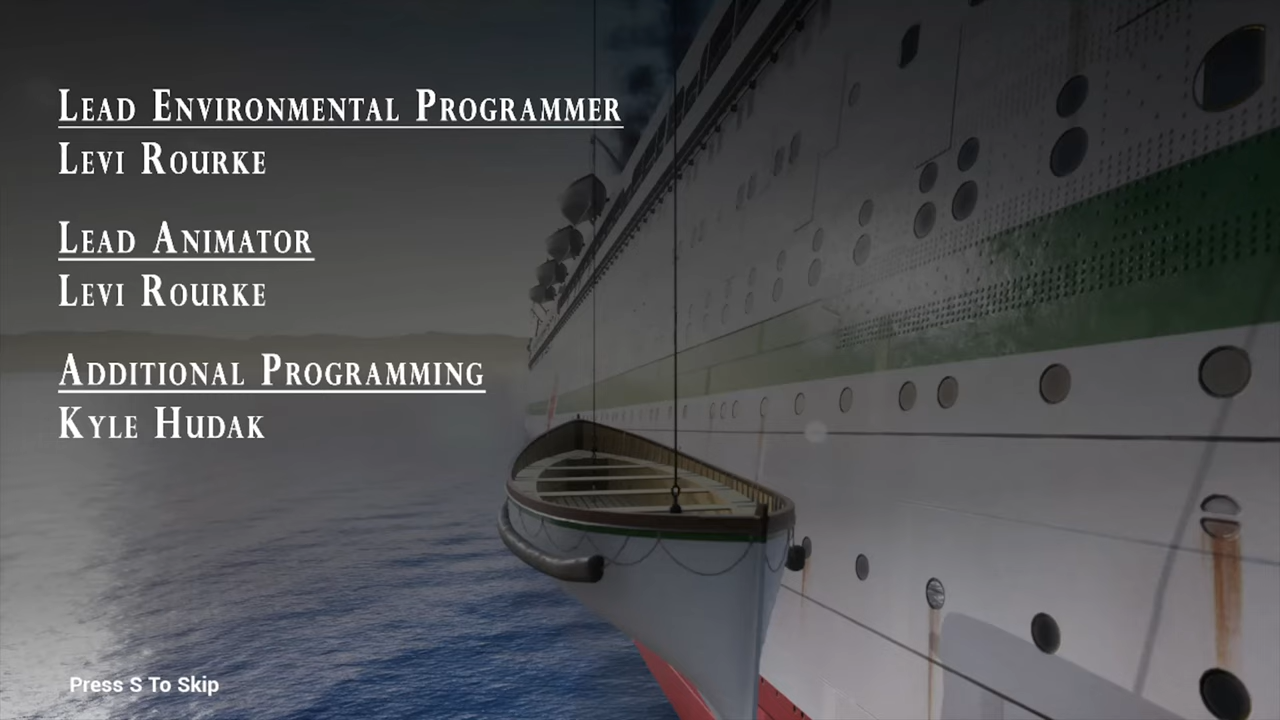 Lead Environmental Programmer
Levi Rourke
Lead Animator
Levi Rourke
Additional Programming
Kyle Hudak
Press S To Skip